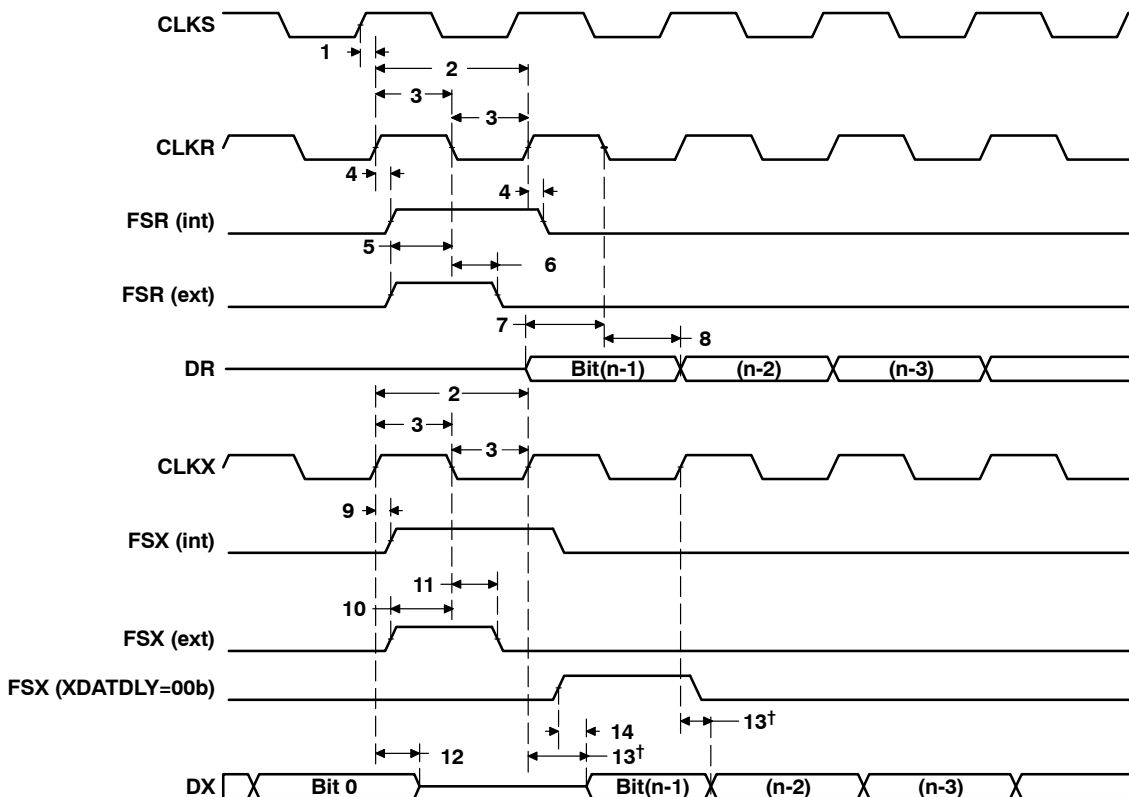 CLKS
1
2
3
3
CLKR
4
4
FSR (int)
5
6
FSR (ext)
7
8
DR
Bit(n-1)
(n-2)
(n-3)
2
3
3
CLKX
9
FSX (int)
11
10
FSX (ext)
FSX (XDATDLY=00b)
14
13†
12
13†
DX
Bit 0
Bit(n-1)
(n-2)
(n-3)